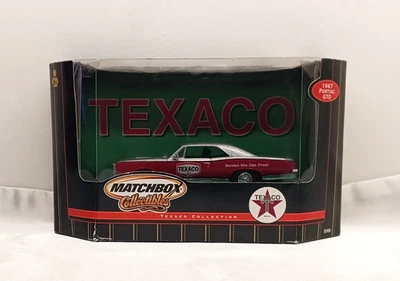 1967
PONTIAC
GTO
TEXACO
TEXACO
Service You Can Trust!
MATCHBOX
Collectibles
TEXACO COLLECTION
TEXACO
T